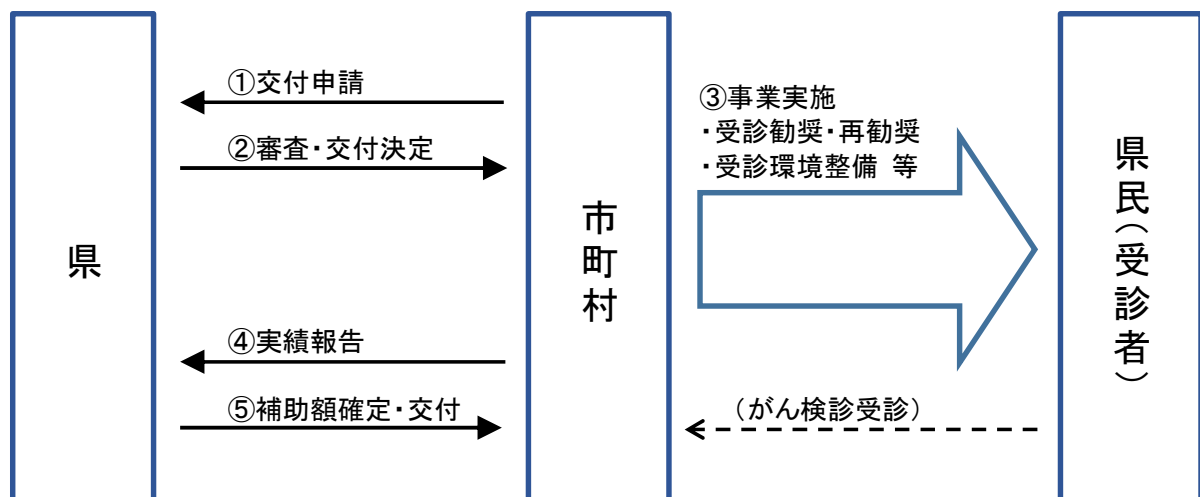 県
①交付申請
②審査・交付決定
④実績報告
⑤補助額確定・交付
市町村
③事業実施
・受診勧奨・再勧奨
・受診環境整備 等
（がん検診受診）
県民（受診者）